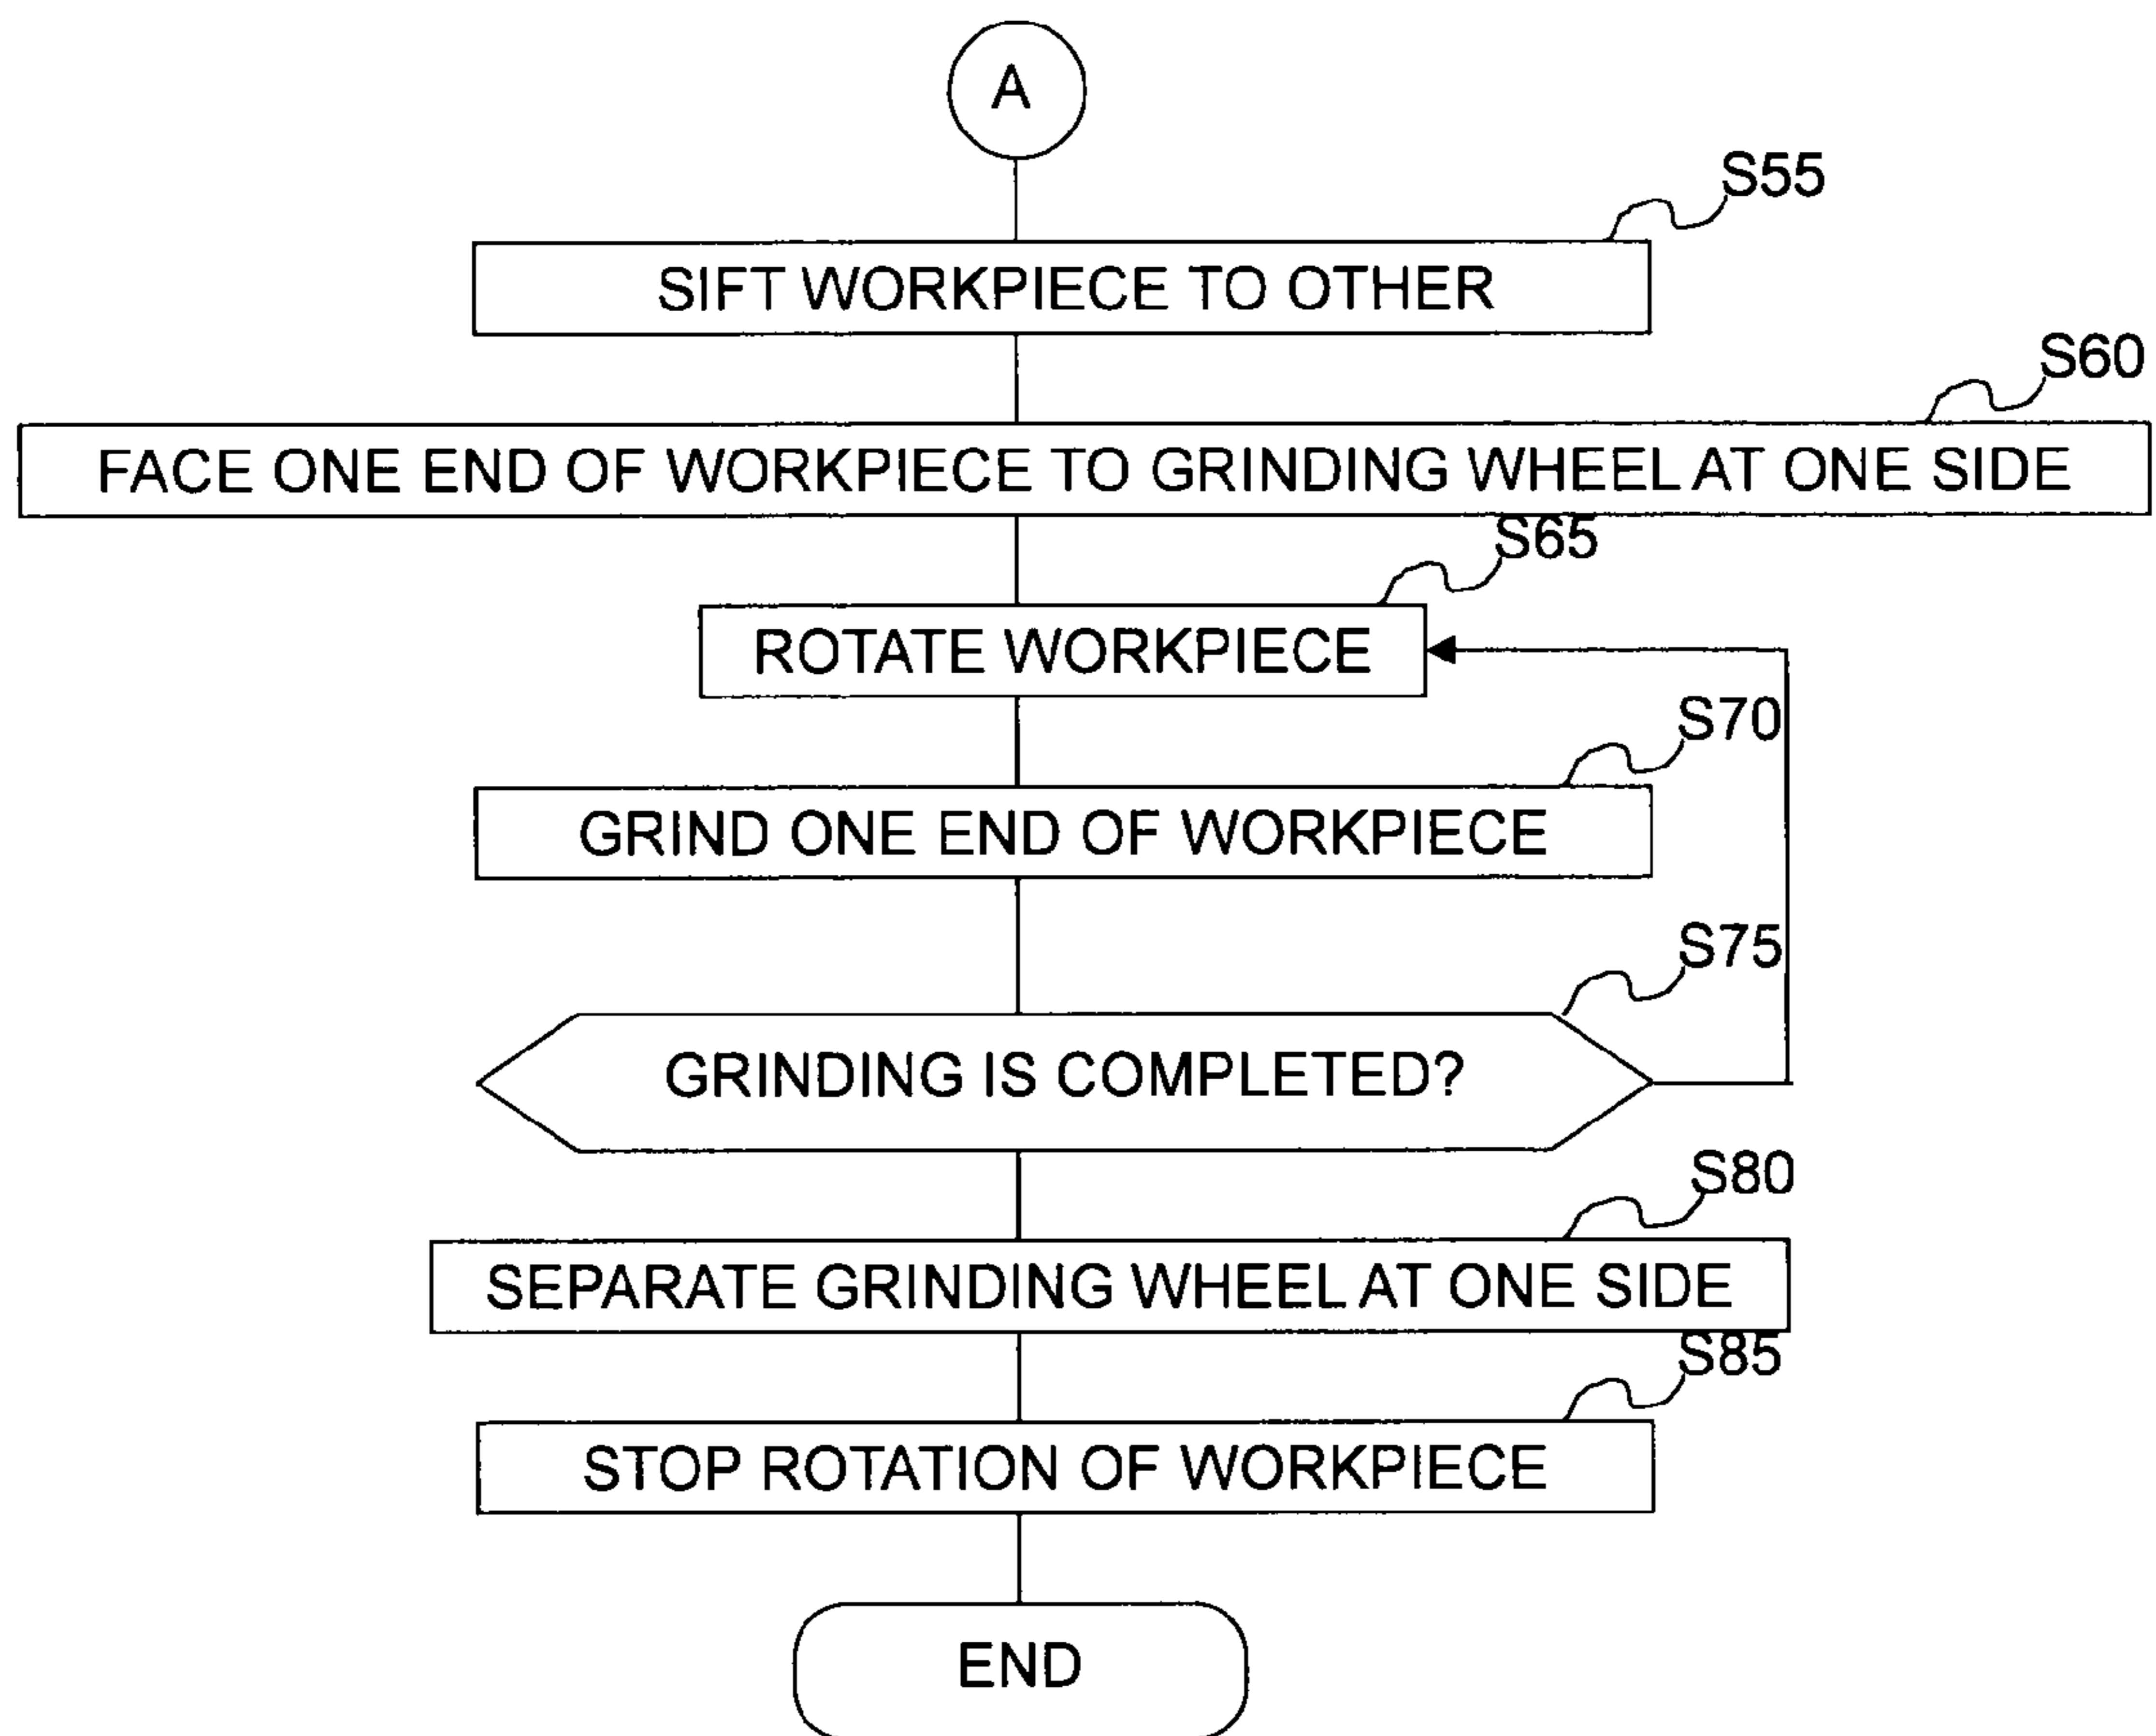 A
S55
SIFT WORKPIECE TO OTHER
S60
FACE ONE END OF WORKPIECE TO GRINDING WHEEL AT ONE SIDE
S65
ROTATE WORKPIECE
S70
GRIND ONE END OF WORKPIECE
S75
GRINDING IS COMPLETED?
S80
SEPARATE GRINDING WHEEL AT ONE SIDE
S85
STOP ROTATION OF WORKPIECE
END